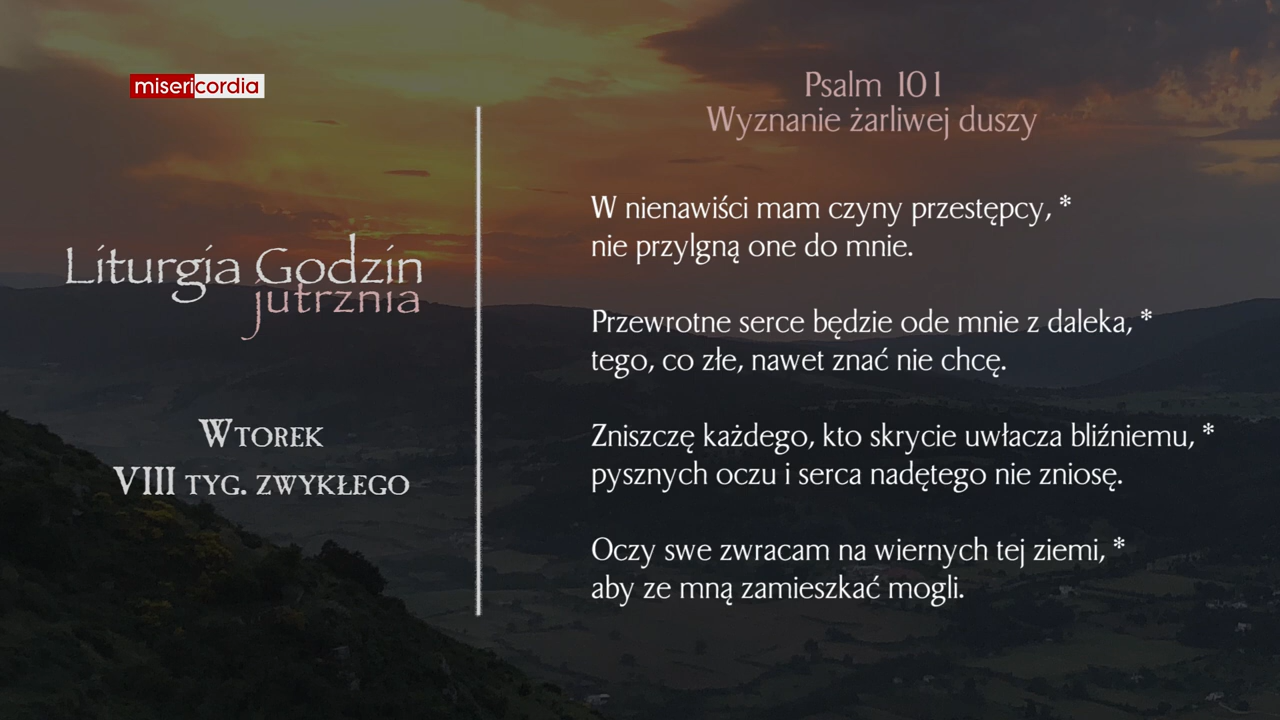 misericordia
Liturgia Godzin
jutrznia
Wtorek
VIII tyg. zwykłego
Psalm 101
Wyznanie żarliwej duszy
W nienawiści mam czyny przestępcy, *
nie przylgną one do mnie.
Przewrotne serce będzie ode mnie z daleka, *
tego, co złe, nawet znać nie chcę.
Zniszczę każdego, kto skrycie uwłacza bliźniemu, *
pysznych oczu i serca nadętego nie zniosę.
Oczy swe zwracam na wiernych tej ziemi, *
aby ze mną zamieszkać mogli.